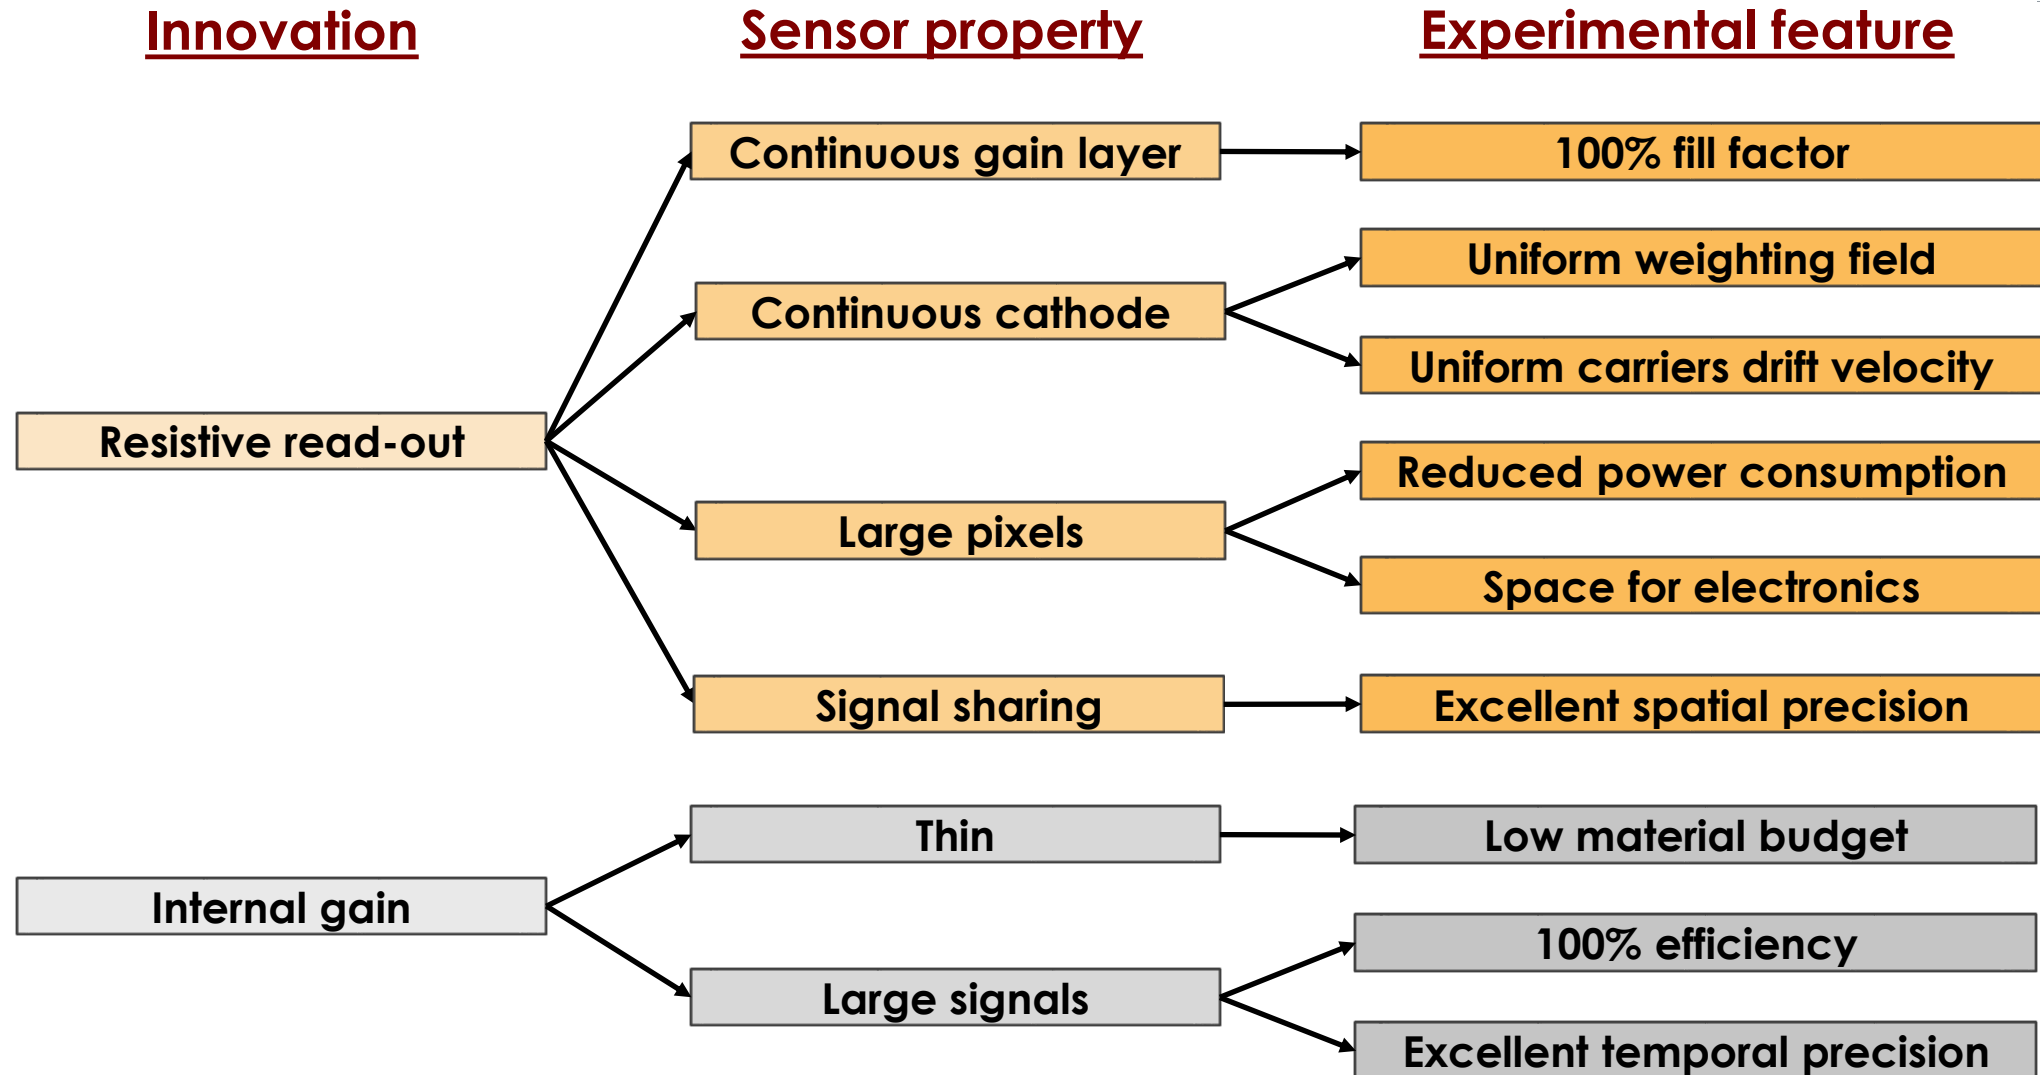 Innovation
Sensor property
Experimental feature
Continuous gain layer
100% fill factor
Uniform weighting field
Continuous cathode
Uniform carriers drift velocity
Resistive read-out
Reduced power consumption
Large pixels
Space for electronics
Signal sharing
Excellent spatial precision
Thin
Low material budget
Internal gain
100% efficiency
Large signals
Excellent temporal precision